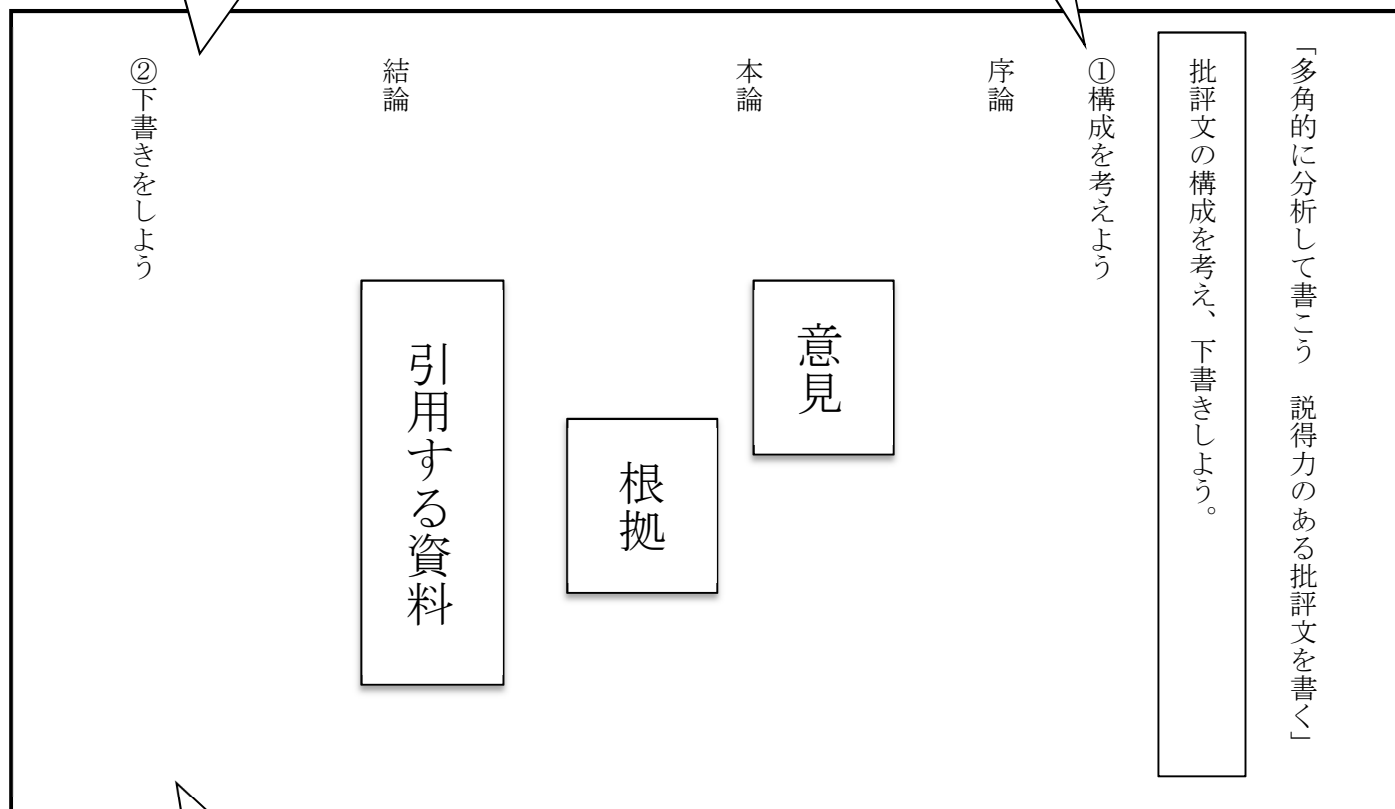 「多角的に分析して書こう　説得力のある批評文を書く」
批評文の構成を考え、下書きしよう。
①構成を考えよう
序論
本論
意見
根拠
結論
引用する資料
②下書きをしよう